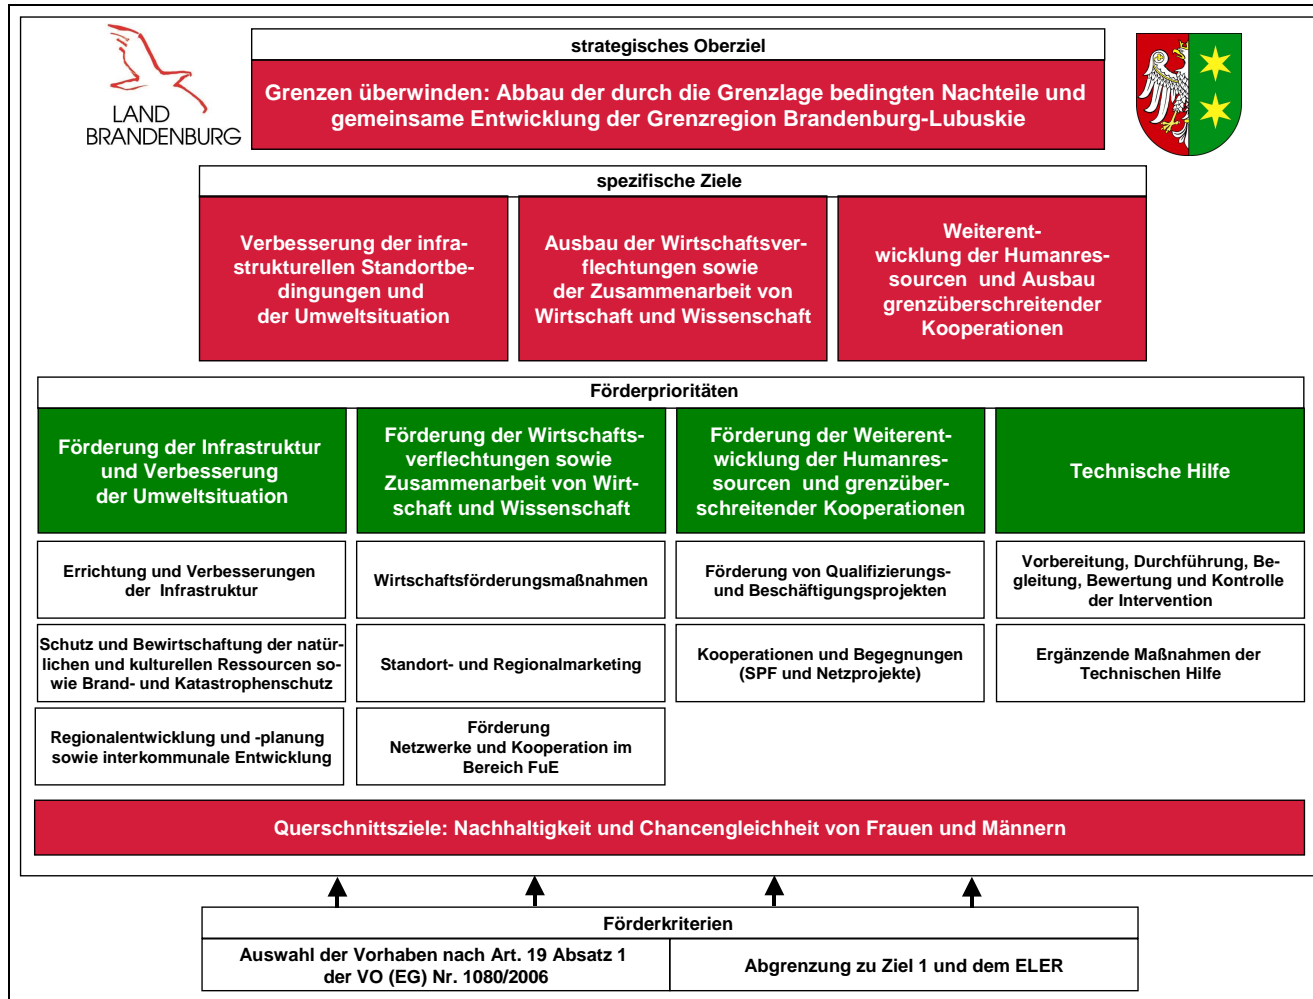 LAND
BRANDENBURG
strategisches Oberziel
Grenzen überwinden: Abbau der durch die Grenzlage bedingten Nachteile und
gemeinsame Entwicklung der Grenzregion Brandenburg-Lubuskie
spezifische Ziele
Verbesserung der infra-
strukturellen Standortbe-
dingungen und
der Umweltsituation
Ausbau der Wirtschaftsver-
flechtungen sowie
der Zusammenarbeit von
Wirtschaft und Wissenschaft
Weiterent-
wicklung der Humanres-
sourcen und Ausbau
grenzüberschreitender
Kooperationen
Förderprioritäten
Förderung der Infrastruktur
und Verbesserung
der Umweltsituation
Förderung der Wirtschafts-
verflechtungen sowie
Zusammenarbeit von Wirt-
schaft und Wissenschaft
Förderung der Weiterent-
wicklung der Humanres-
sourcen und grenzüber-
schreitender Kooperationen
Technische Hilfe
Errichtung und Verbesserungen
der Infrastruktur
Wirtschaftsförderungsmaßnahmen
Förderung von Qualifizierungs-
und Beschäftigungsprojekten
Vorbereitung, Durchführung, Be-
gleitung, Bewertung und Kontrolle
der Intervention
Schutz und Bewirtschaftung der natür-
lichen und kulturellen Ressourcen so-
wie Brand- und Katastrophenschutz
Standort- und Regionalmarketing
Kooperationen und Begegnungen
(SPF und Netzprojekte)
Ergänzende Maßnahmen der
Technischen Hilfe
Regionalentwicklung und -planung
sowie interkommunale Entwicklung
Förderung
Netzwerke und Kooperation im
Bereich FuE
Querschnittsziele: Nachhaltigkeit und Chancengleichheit von Frauen und Männern
Förderkriterien
Auswahl der Vorhaben nach Art. 19 Absatz 1
der VO (EG) Nr. 1080/2006
Abgrenzung zu Ziel 1 und dem ELER